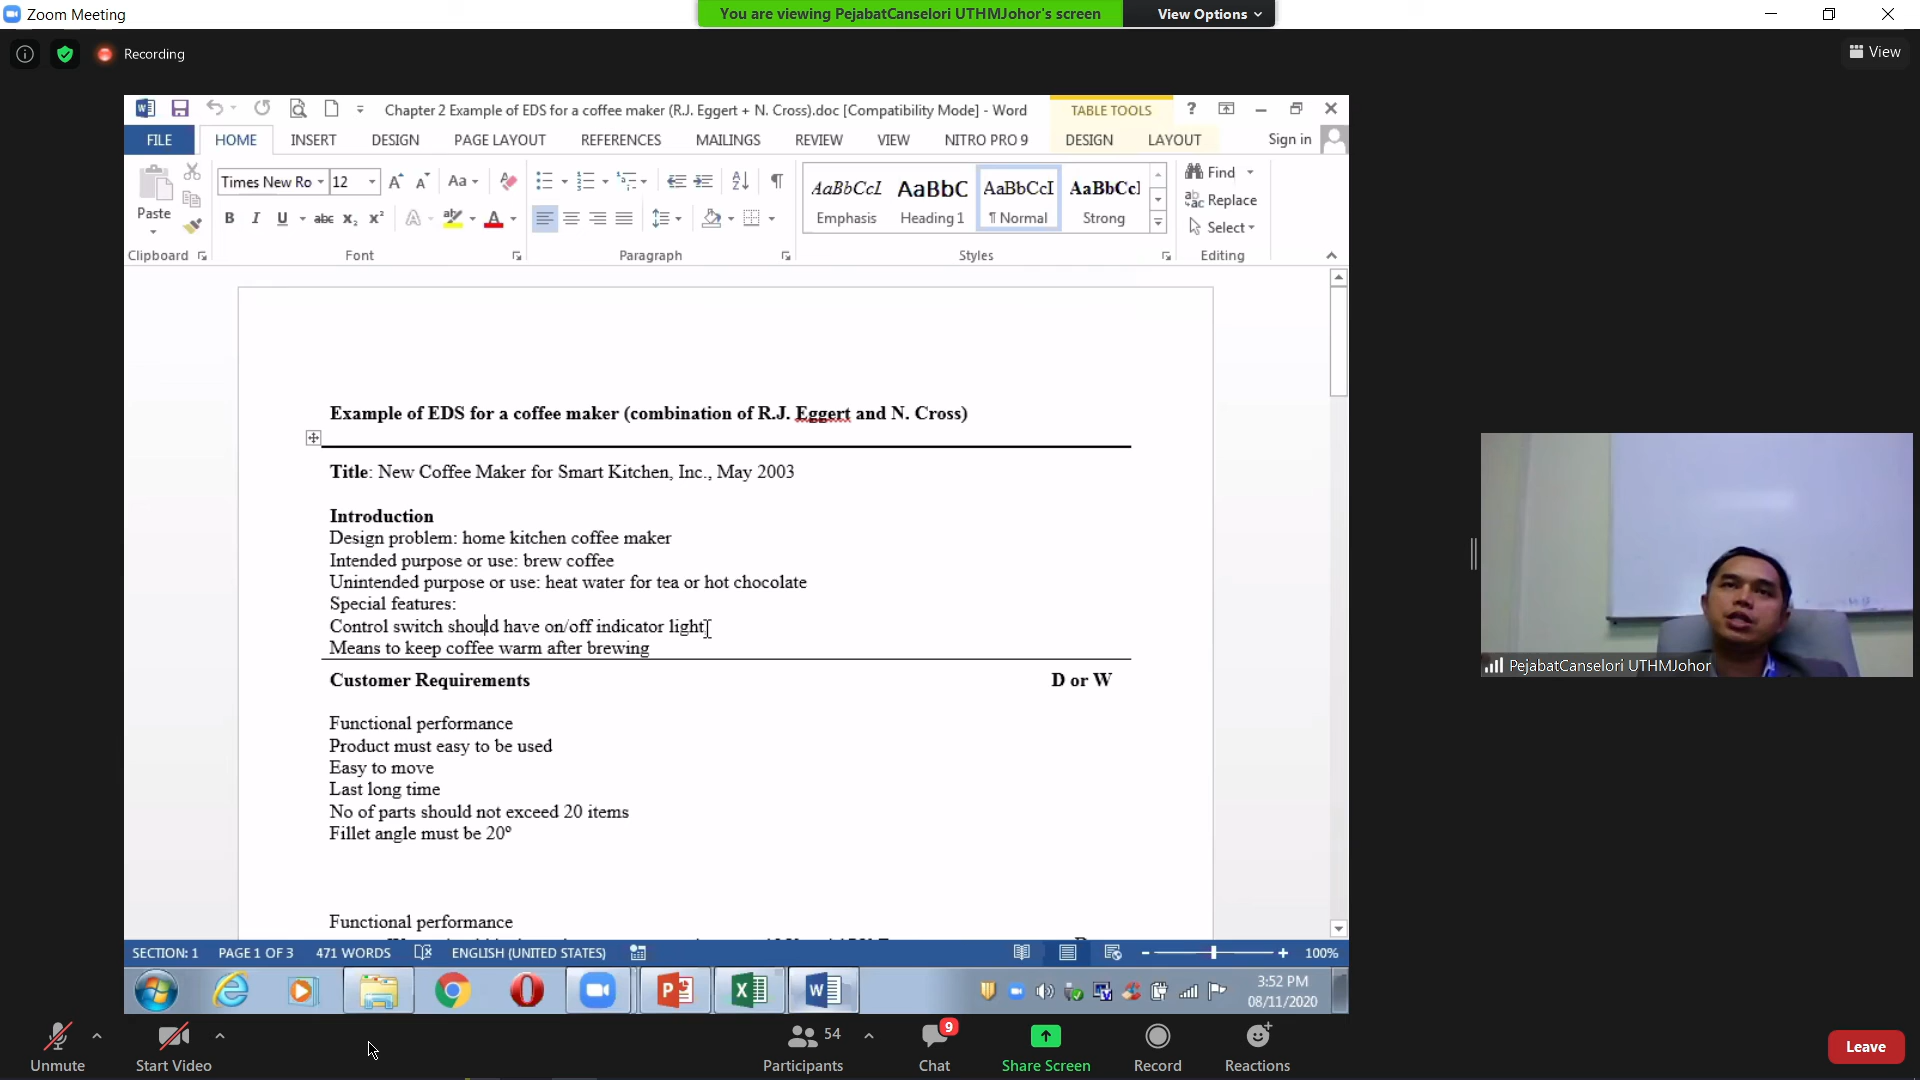 Zoom Meeting
You are viewing PejabatCanselori UTHMJohor's screen
View Options
Recording
View
Chapter 2 Example of EDS for a coffee maker (R.J. Eggert + N. Cross).doc [Compatibility Mode] - Word
TABLE TOOLS
FILE HOME INSERT DESIGN PAGE LAYOUT REFERENCES MAILINGS REVIEW VIEW NITRO PRO 9 DESIGN LAYOUT Sign in
Paste
Times New Ro 12
AaBbCcI AaBbC AaBbCcI AaBbCcl
Emphasis Heading 1 ¶ Normal Strong
Find
Replace
Select
Clipboard Font Paragraph Styles Editing
Example of EDS for a coffee maker (combination of R.J. Eggert and N. Cross)
Title: New Coffee Maker for Smart Kitchen, Inc., May 2003
Introduction
Design problem: home kitchen coffee maker
Intended purpose or use: brew coffee
Unintended purpose or use: heat water for tea or hot chocolate
Special features:
Control switch should have on/off indicator light
Means to keep coffee warm after brewing
Customer Requirements D or W
Functional performance
Product must easy to be used
Easy to move
Last long time
No of parts should not exceed 20 items
Fillet angle must be 20°
Functional performance
PejabatCanselori UTHMJohor
SECTION: 1 PAGE 1 OF 3 471 WORDS ENGLISH (UNITED STATES) 100%
3:52 PM
08/11/2020
Unmute
Start Video
54
Participants
9
Chat
Share Screen
Record
Reactions
Leave